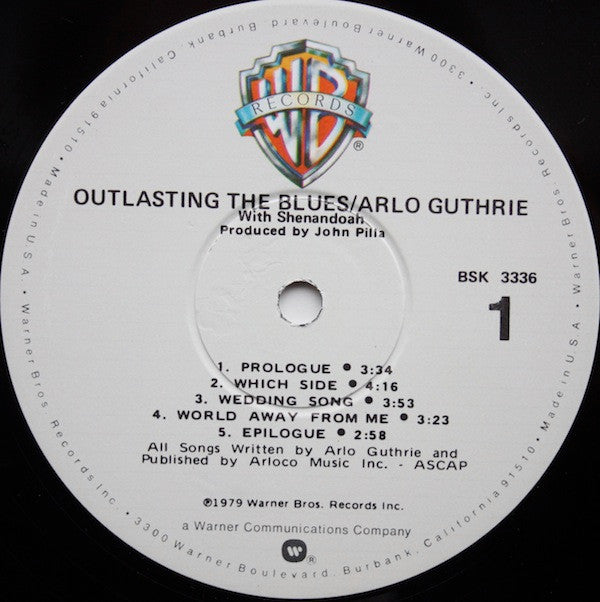 WB
RECORDS
®
OUTLASTING THE BLUES/ARLO GUTHRIE
With Shenandoah
Produced by John Pilla
BSK 3336
1
1. PROLOGUE • 3:34
2. WHICH SIDE • 4:16
3. WEDDING SONG • 3:53
4. WORLD AWAY FROM ME • 3:23
5. EPILOGUE • 2:58
All Songs Written by Arlo Guthrie and
Published by Arloco Music Inc. - ASCAP
℗1979 Warner Bros. Records Inc.
a Warner Communications Company
®
Warner Bros. Records Inc. • 3300 Warner Boulevard, Burbank, California 91510 • Made in U.S.A. • Warner Bros. Records Inc. • 3300 Warner Boulevard, Burbank, California 91510 • Made in U.S.A. •